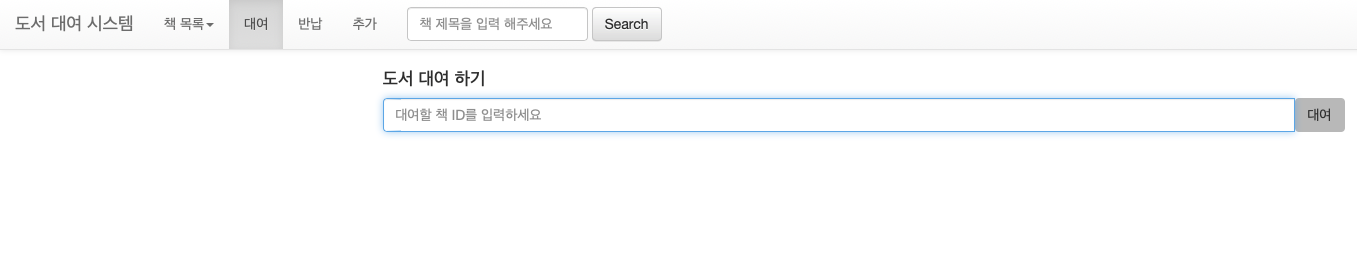 도서 대여 시스템 책 목록 대여 반납 추가 책 제목을 입력 해주세요 Search
도서 대여 하기
대여할 책 ID를 입력하세요 대여